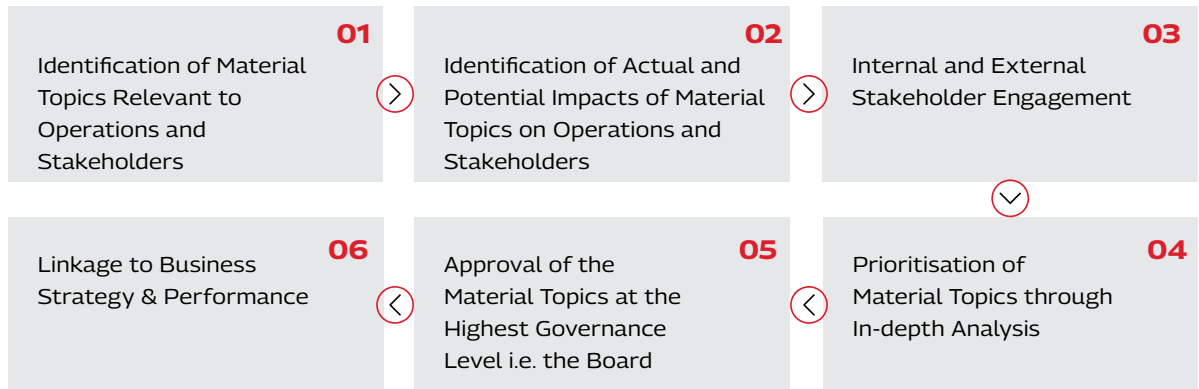 01
Identification of Material
Topics Relevant to
Operations and
Stakeholders
02
Identification of Actual and
Potential Impacts of Material
Topics on Operations and
Stakeholders
03
Internal and External
Stakeholder Engagement
04
Prioritisation of
Material Topics through
In-depth Analysis
05
Approval of the
Material Topics at the
Highest Governance
Level i.e. the Board
06
Linkage to Business
Strategy & Performance